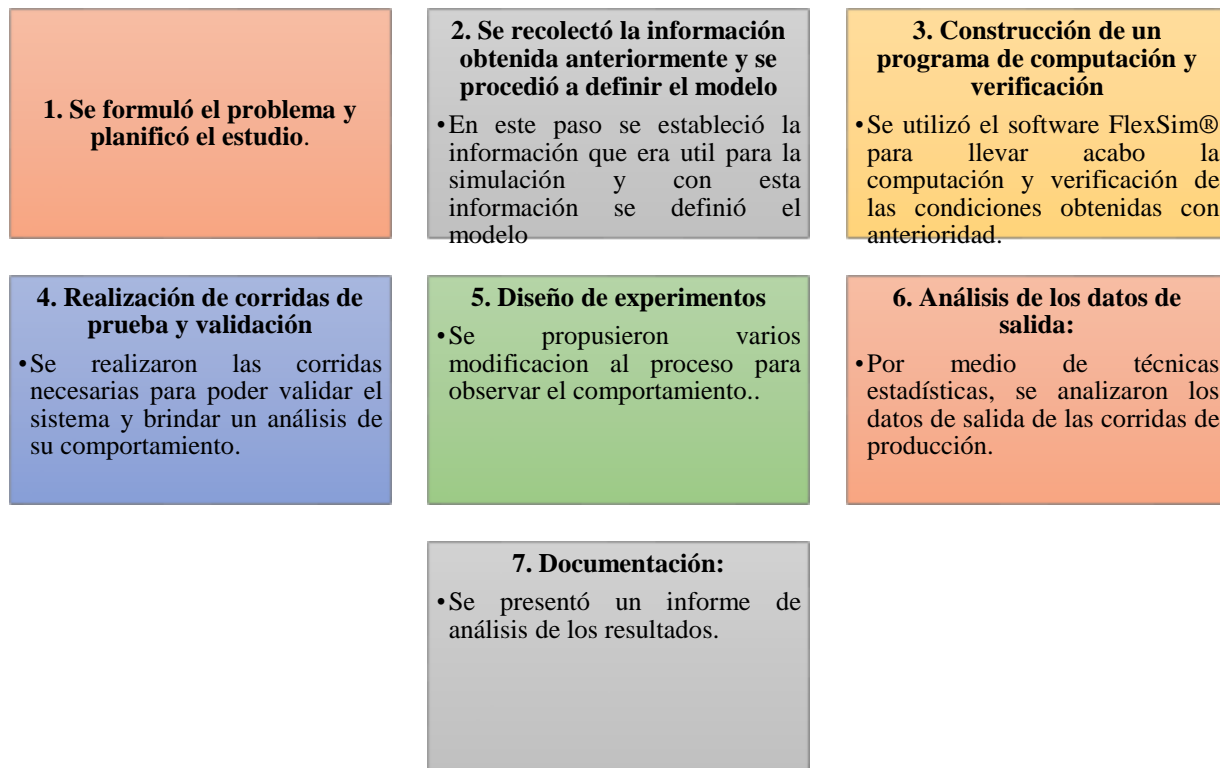 1. Se formuló el problema y
planificó el estudio.
2. Se recolectó la información
obtenida anteriormente y se
procedió a definir el modelo
•En este paso se estableció la
información que era util para la
simulación y con esta
información se definió el
modelo
3. Construcción de un
programa de computación y
verificación
•Se utilizó el software FlexSim®
para llevar acabo la
computación y verificación de
las condiciones obtenidas con
anterioridad.
4. Realización de corridas de
prueba y validación
•Se realizaron las corridas
necesarias para poder validar el
sistema y brindar un análisis de
su comportamiento.
5. Diseño de experimentos
•Se propusieron varios
modificacion al proceso para
observar el comportamiento..
6. Análisis de los datos de
salida:
•Por medio de técnicas
estadísticas, se analizaron los
datos de salida de las corridas de
producción.
7. Documentación:
•Se presentó un informe de
análisis de los resultados.